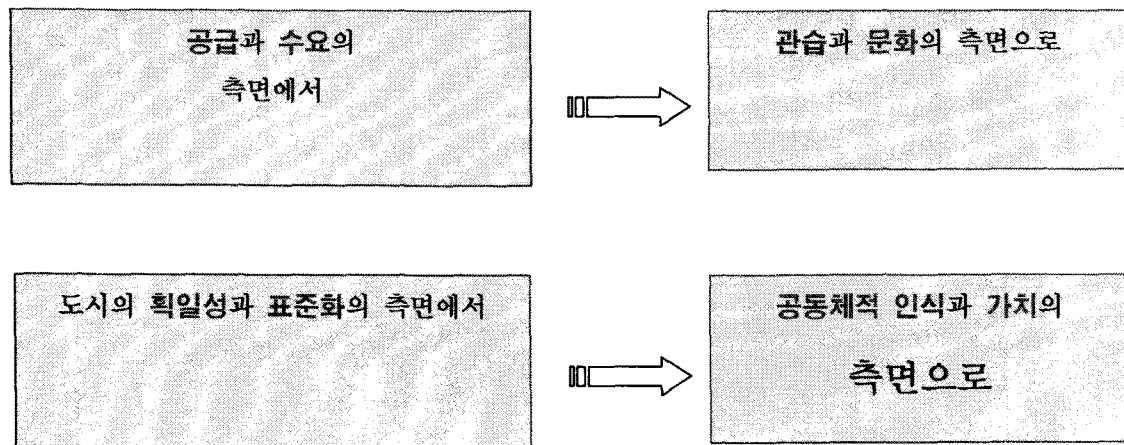 공급과 수요의
측면에서
관습과 문화의 측면으로
도시의 획일성과 표준화의 측면에서
공동체적 인식과 가치의
측면으로